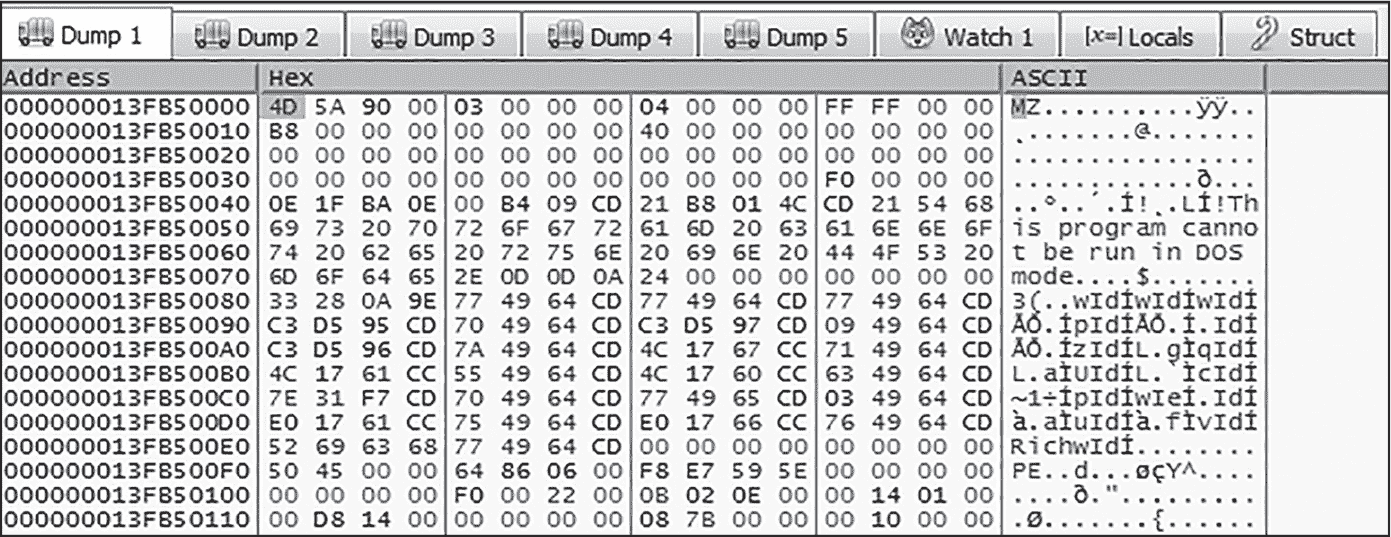 Dump 1 Dump 2 Dump 3 Dump 4 Dump 5 Watch 1 [x=] Locals Struct
Address Hex ASCII
000000013FB50000 4D 5A 90 00 03 00 00 00 04 00 00 00 FF FF 00 00 MZ..........ÿÿ..
000000013FB50010 B8 00 00 00 00 00 00 00 40 00 00 00 00 00 00 00 ¸.......@.......
000000013FB50020 00 00 00 00 00 00 00 00 00 00 00 00 00 00 00 00 ................
000000013FB50030 00 00 00 00 00 00 00 00 00 00 00 00 F0 00 00 00 ............ð...
000000013FB50040 0E 1F BA 0E 00 B4 09 CD 21 B8 01 4C CD 21 54 68 ..º..´.Í!¸.LÍ!Th
000000013FB50050 69 73 20 70 72 6F 67 72 61 6D 20 63 61 6E 6E 6F is program canno
000000013FB50060 74 20 62 65 20 72 75 6E 20 69 6E 20 44 4F 53 20 t be run in DOS
000000013FB50070 6D 6F 64 65 2E 0D 0D 0A 24 00 00 00 00 00 00 00 mode....$.......
000000013FB50080 33 28 0A 9E 77 49 64 CD 77 49 64 CD 77 49 64 CD 3(..wIdÍwIdÍwIdÍ
000000013FB50090 C3 D5 95 CD 70 49 64 CD C3 D5 97 CD 09 49 64 CD ÃÕ.ÍpIdÍÃÕ.Í.IdÍ
000000013FB500A0 C3 D5 96 CD 7A 49 64 CD 4C 17 67 CC 71 49 64 CD ÃÕ.ÍzIdÍL.gÌqIdÍ
000000013FB500B0 4C 17 61 CC 55 49 64 CD 4C 17 60 CC 63 49 64 CD L.aÌUIdÍL.`ÌcIdÍ
000000013FB500C0 7E 31 F7 CD 70 49 64 CD 77 49 65 CD 03 49 64 CD ~1÷ÍpIdÍwIeÍ.IdÍ
000000013FB500D0 E0 17 61 CC 75 49 64 CD E0 17 66 CC 76 49 64 CD à.aÌuIdÍà.fÌvIdÍ
000000013FB500E0 52 69 63 68 77 49 64 CD 00 00 00 00 00 00 00 00 RichwIdÍ........
000000013FB500F0 50 45 00 00 64 86 06 00 F8 E7 59 5E 00 00 00 00 PE..d...øçY^....
000000013FB50100 00 00 00 00 F0 00 22 00 0B 02 0E 00 00 14 01 00 ....ð.".........
000000013FB50110 00 D8 14 00 00 00 00 00 08 7B 00 00 00 10 00 00 .Ø.......{......